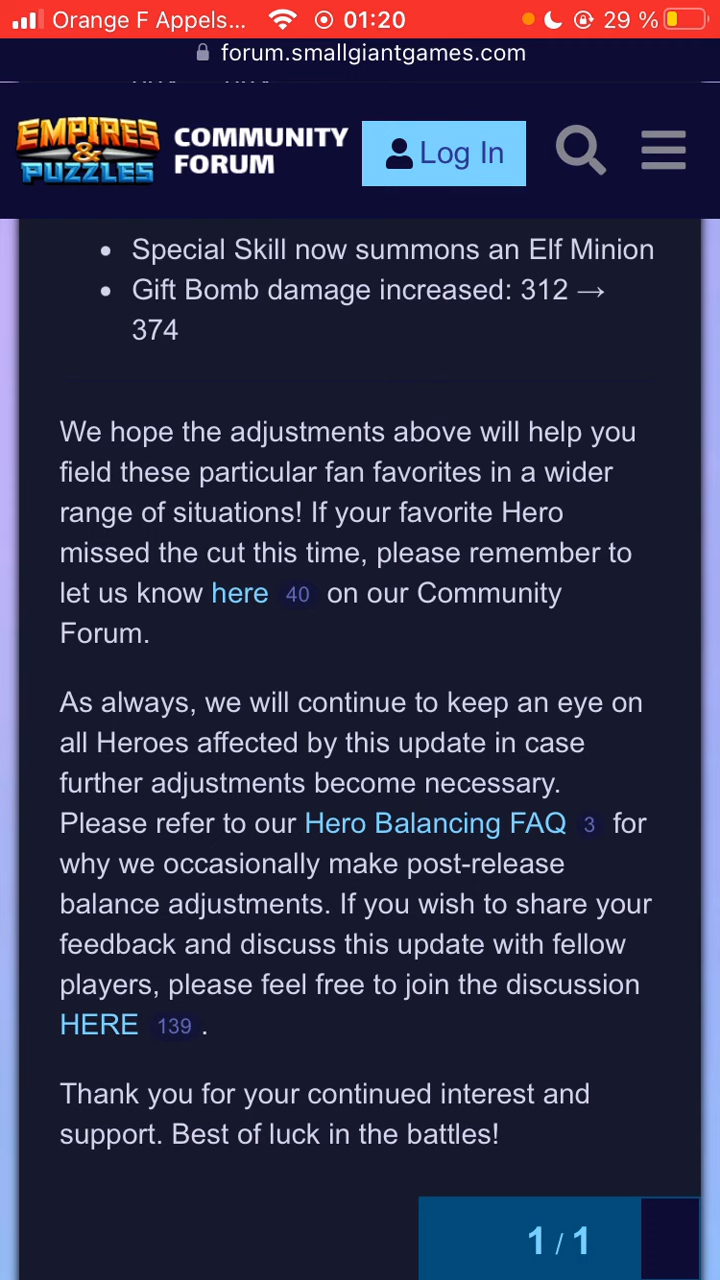 Orange F Appels... 01:20 29 %
forum.smallgiantgames.com
EMPIRES & PUZZLES
COMMUNITY FORUM
Log In
• Special Skill now summons an Elf Minion
• Gift Bomb damage increased: 312 →
374
We hope the adjustments above will help you
field these particular fan favorites in a wider
range of situations! If your favorite Hero
missed the cut this time, please remember to
let us know here 40 on our Community
Forum.
As always, we will continue to keep an eye on
all Heroes affected by this update in case
further adjustments become necessary.
Please refer to our Hero Balancing FAQ 3 for
why we occasionally make post-release
balance adjustments. If you wish to share your
feedback and discuss this update with fellow
players, please feel free to join the discussion
HERE 139 .
Thank you for your continued interest and
support. Best of luck in the battles!
1 / 1